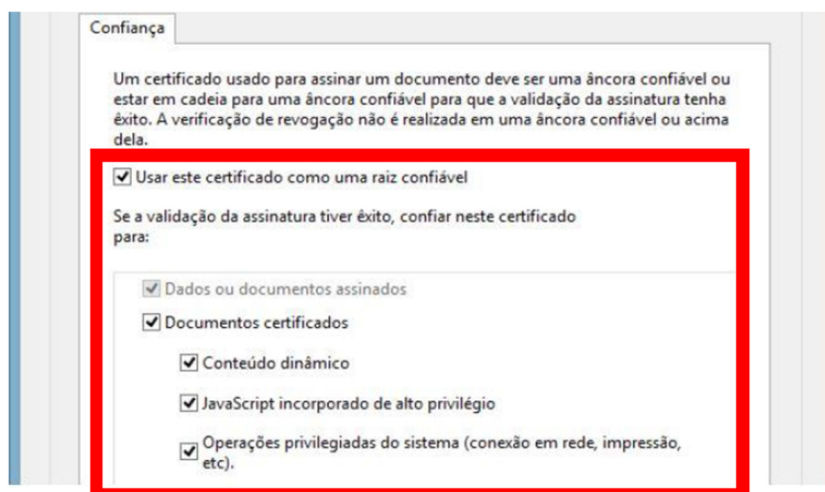 Confiança
Um certificado usado para assinar um documento deve ser uma âncora confiável ou
estar em cadeia para uma âncora confiável para que a validação da assinatura tenha
êxito. A verificação de revogação não é realizada em uma âncora confiável ou acima
dela.
Usar este certificado como uma raiz confiável
Se a validação da assinatura tiver êxito, confiar neste certificado
para:
Dados ou documentos assinados
Documentos certificados
Conteúdo dinâmico
JavaScript incorporado de alto privilégio
Operações privilegiadas do sistema (conexão em rede, impressão,
etc).